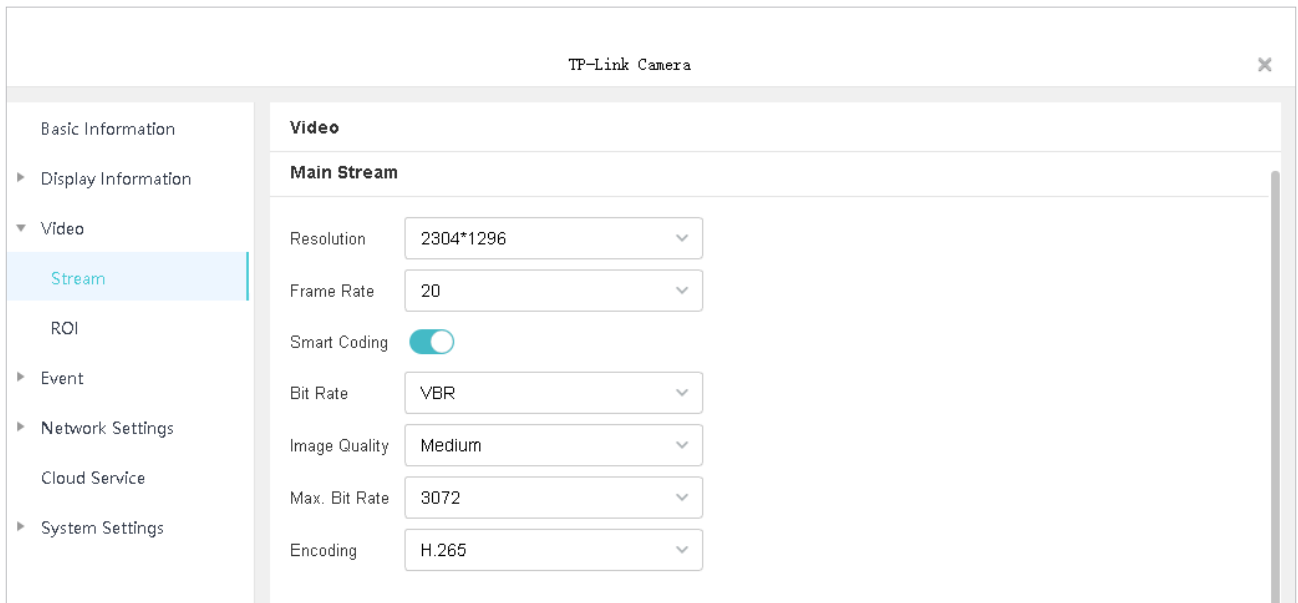 TP-Link Camera
Basic Information
Display Information
Video
Stream
ROI
Event
Network Settings
Cloud Service
System Settings
Video
Main Stream
Resolution 2304*1296
Frame Rate 20
Smart Coding
Bit Rate VBR
Image Quality Medium
Max. Bit Rate 3072
Encoding H.265